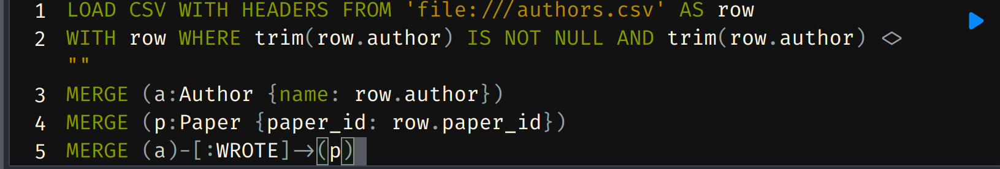 1 LOAD CSV WITH HEADERS FROM 'file:///authors.csv' AS row
2 WITH row WHERE trim(row.author) IS NOT NULL AND trim(row.author) <>
""
3 MERGE (a:Author {name: row.author})
4 MERGE (p:Paper {paper_id: row.paper_id})
5 MERGE (a)-[:WROTE]->(p)